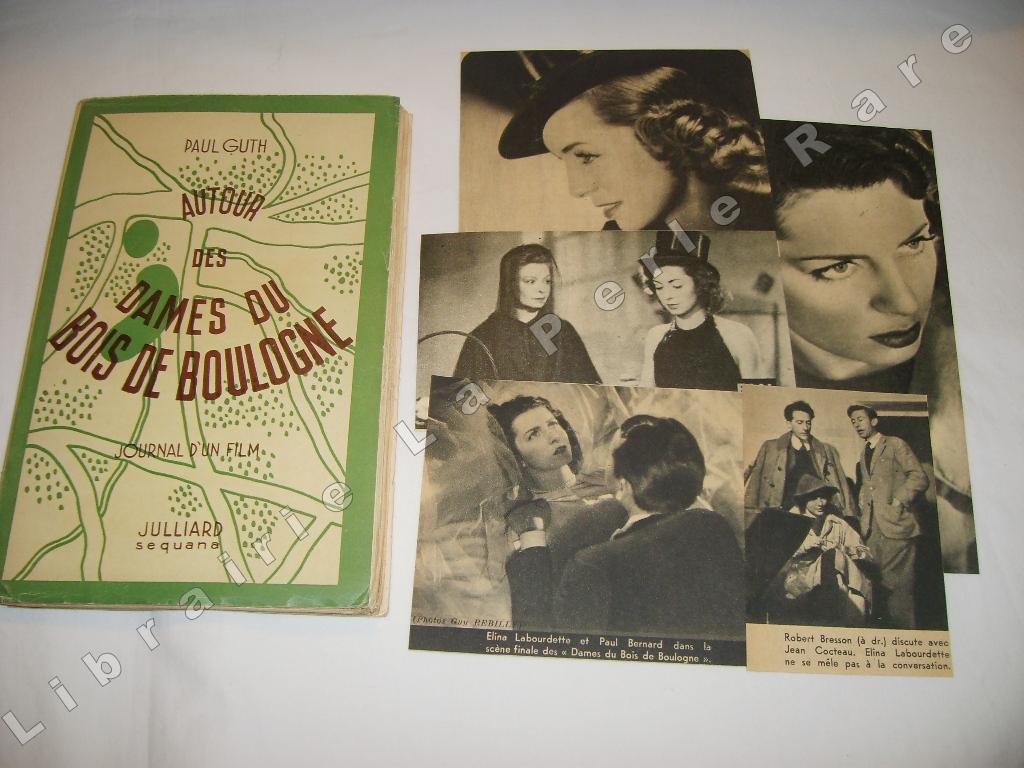 PAUL GUTH
AUTOUR
DES
DAMES DU
BOIS DE BOULOGNE
JOURNAL D'UN FILM
JULLIARD
sequana
(Photos Guy REBILLY)
Elina Labourdette et Paul Bernard dans la
scène finale des « Dames du Bois de Boulogne ».
Robert Bresson (à dr.) discute avec
Jean Cocteau. Elina Labourdette
ne se mêle pas à la conversation.
Librairie La Perle Rare